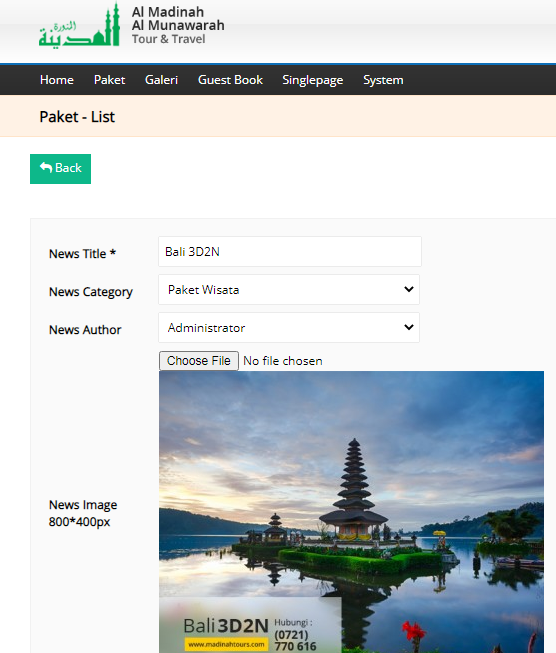 المدينة
المنورة
Al Madinah
Al Munawarah
Tour & Travel
Home Paket Galeri Guest Book Singlepage System
Paket - List
Back
News Title * Bali 3D2N
News Category Paket Wisata
News Author Administrator
Choose File No file chosen
News Image
800*400px
Bali 3D2N Hubungi :
www.madinahtours.com (0721)
770 616